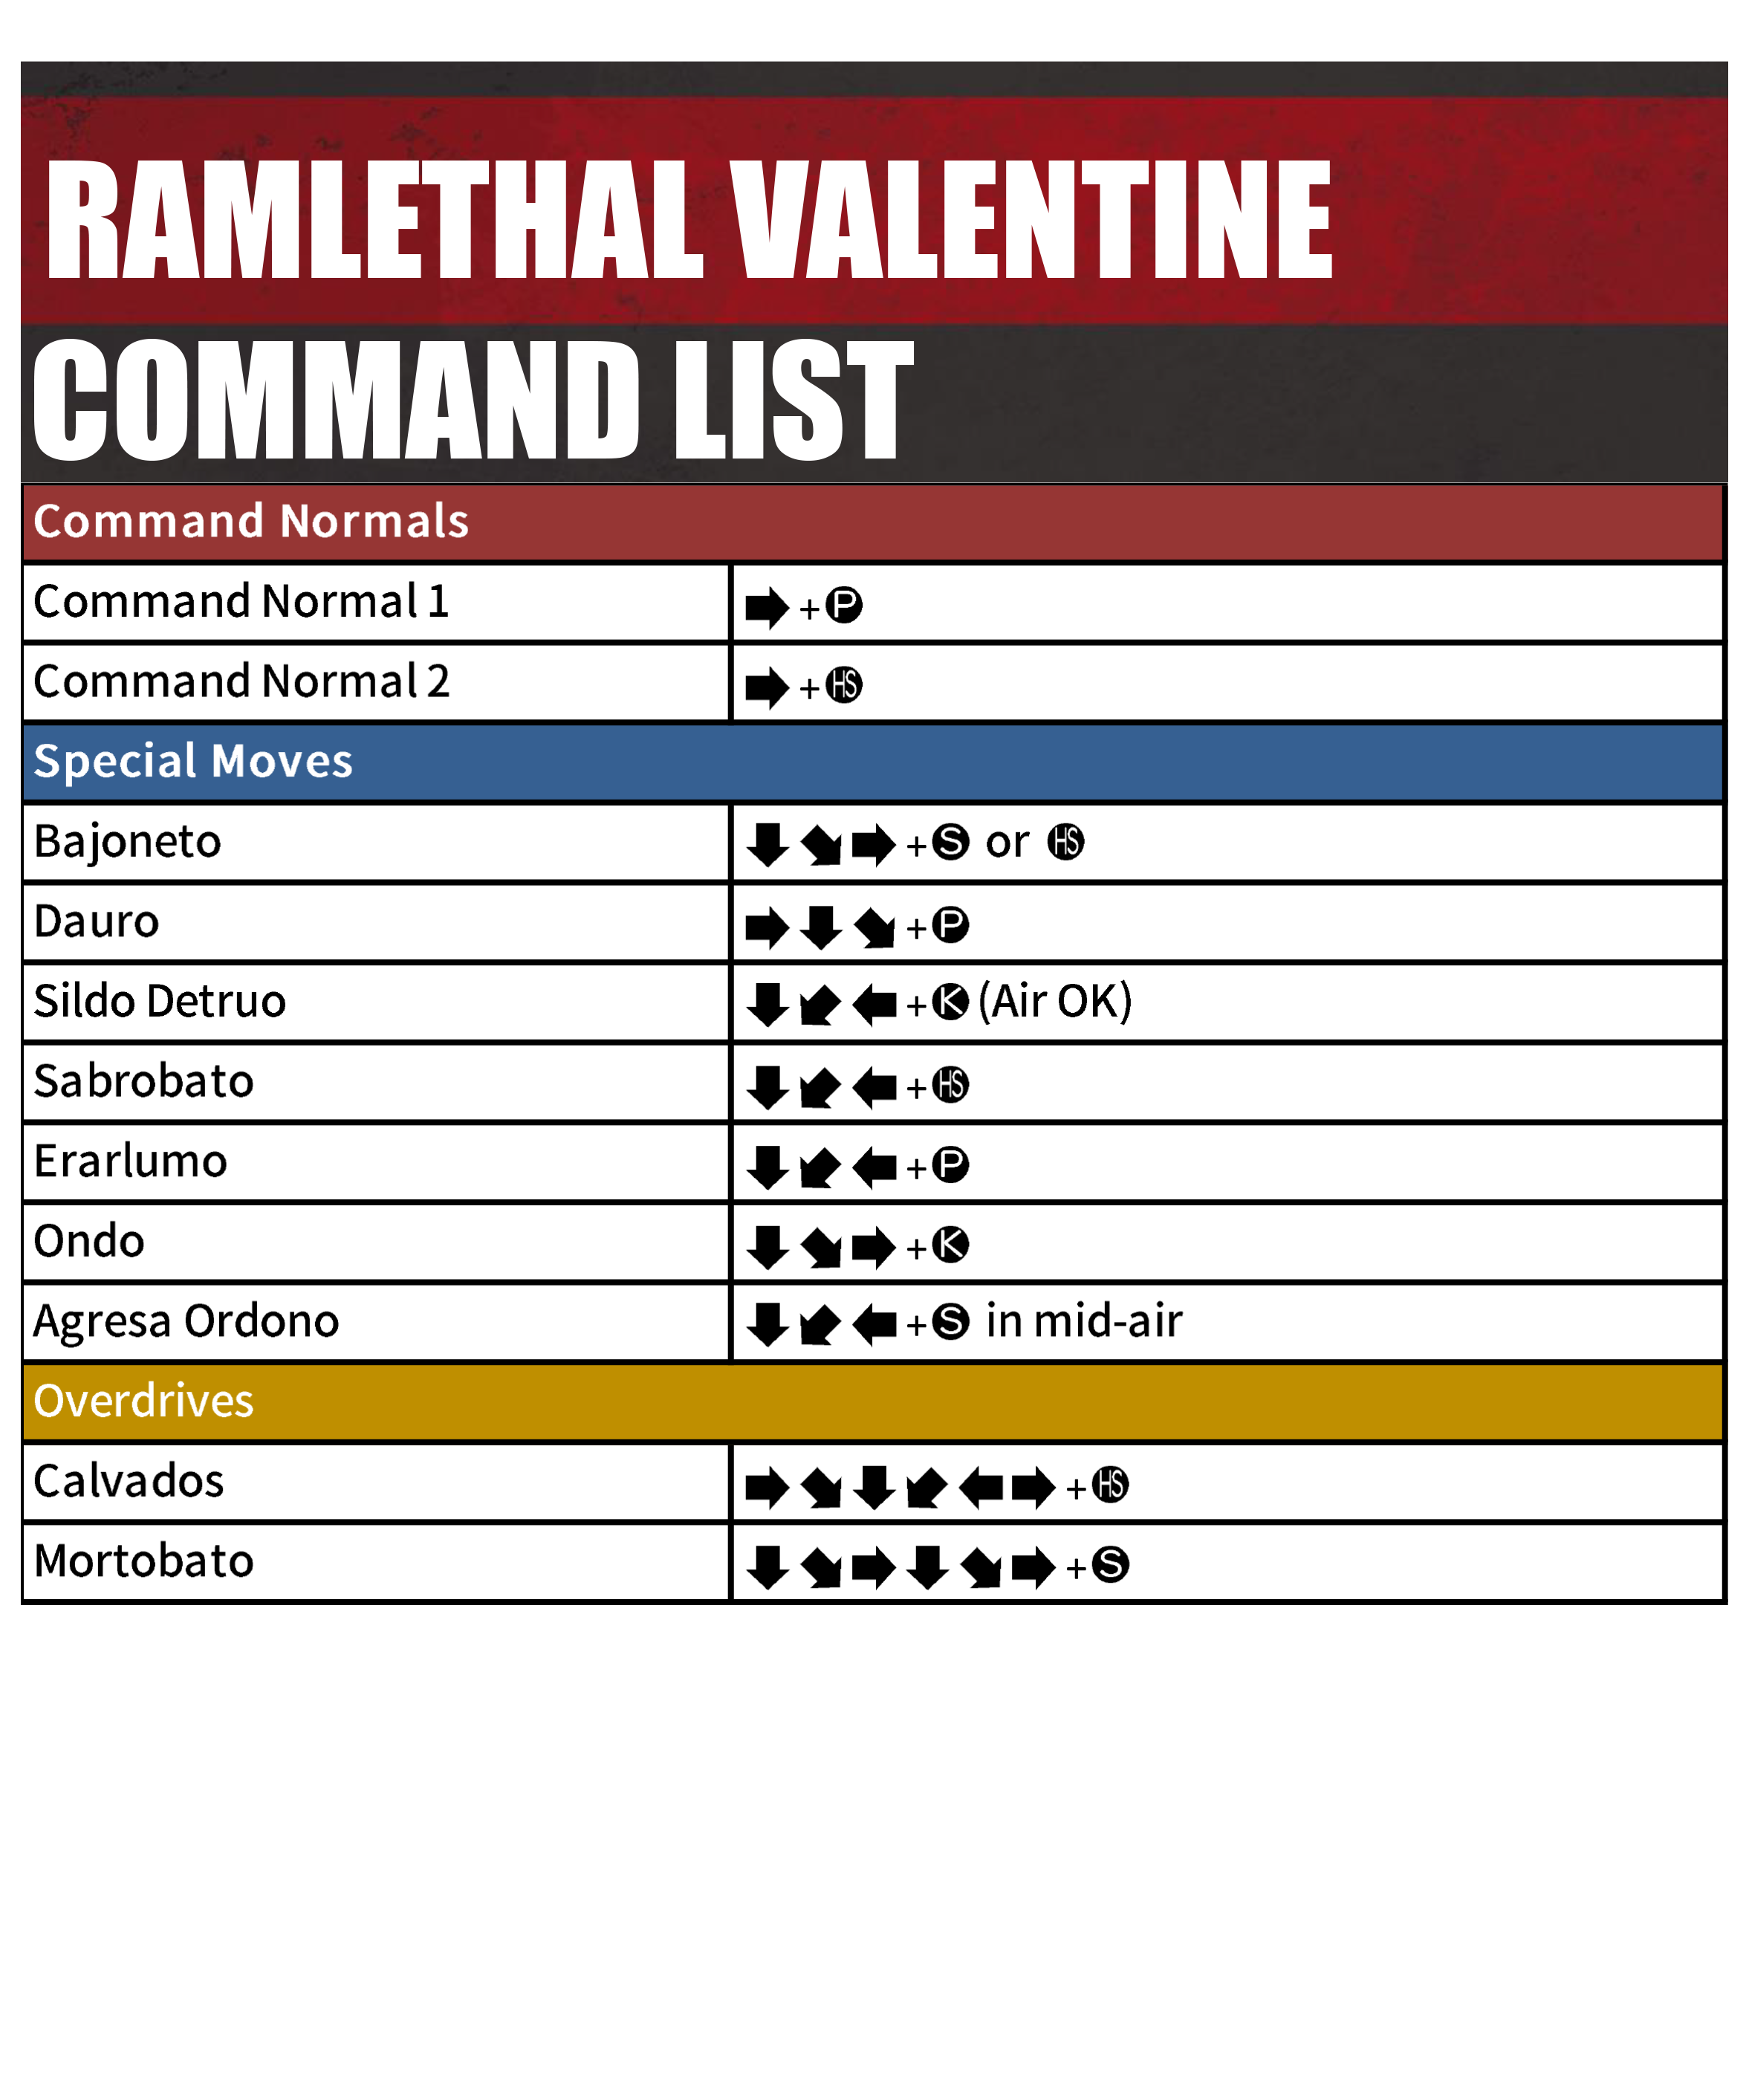 RAMLETHAL VALENTINE
COMMAND LIST
Command Normals
Command Normal 1 ➡ + P
Command Normal 2 ➡ + HS
Special Moves
Bajoneto ⬇ ⬊ ➡ + S or HS
Dauro ➡ ⬇ ⬊ + P
Sildo Detruo ⬇ ⬋ ⬅ + K (Air OK)
Sabrobato ⬇ ⬋ ⬅ + HS
Erarlumo ⬇ ⬋ ⬅ + P
Ondo ⬇ ⬊ ➡ + K
Agresa Ordono ⬇ ⬋ ⬅ + S in mid-air
Overdrives
Calvados ➡ ⬊ ⬇ ⬋ ⬅ ➡ + HS
Mortobato ⬇ ⬊ ➡ ⬇ ⬊ ➡ + S